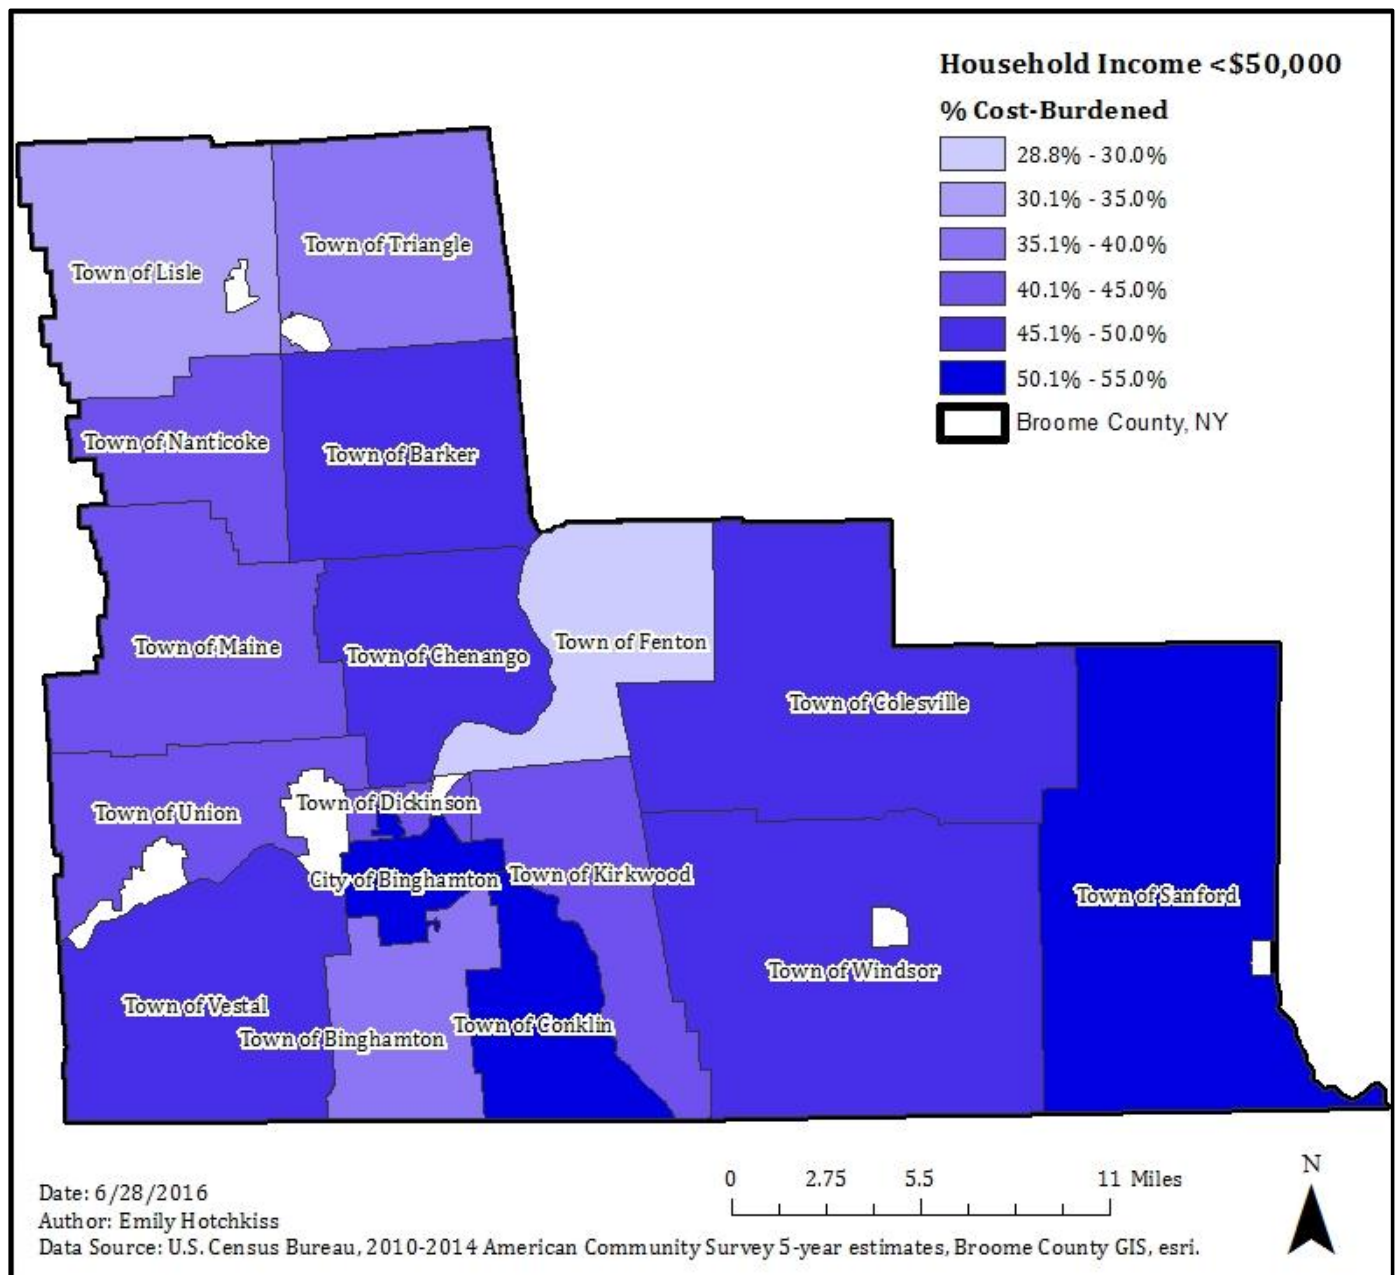 Household Income <$50,000
% Cost-Burdened
28.8% - 30.0%
30.1% - 35.0%
35.1% - 40.0%
40.1% - 45.0%
45.1% - 50.0%
50.1% - 55.0%
Broome County, NY
Town of Triangle
Town of Lisle
Town of Nanticoke
Town of Barker
Town of Fenton
Town of Maine
Town of Chenango
Town of Colesville
Town of Dickinson
Town of Union
City of Binghamton
Town of Kirkwood
Town of Sanford
Town of Windsor
Town of Vestal
Town of Conklin
Town of Binghamton
0 2.75 5.5 11 Miles
N
Date: 6/28/2016
Author: Emily Hotchkiss
Data Source: U.S. Census Bureau, 2010-2014 American Community Survey 5-year estimates, Broome County GIS, esri.